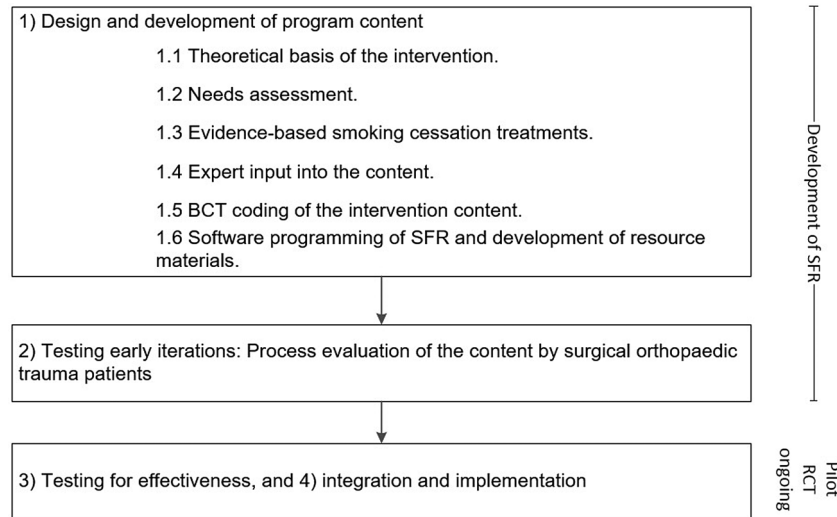 1) Design and development of program content
1.1 Theoretical basis of the intervention.
1.2 Needs assessment.
1.3 Evidence-based smoking cessation treatments.
1.4 Expert input into the content.
1.5 BCT coding of the intervention content.
1.6 Software programming of SFR and development of resource
materials.
Development of SFR
2) Testing early iterations: Process evaluation of the content by surgical orthopaedic
trauma patients
3) Testing for effectiveness, and 4) integration and implementation
Pilot
RCT
ongoing